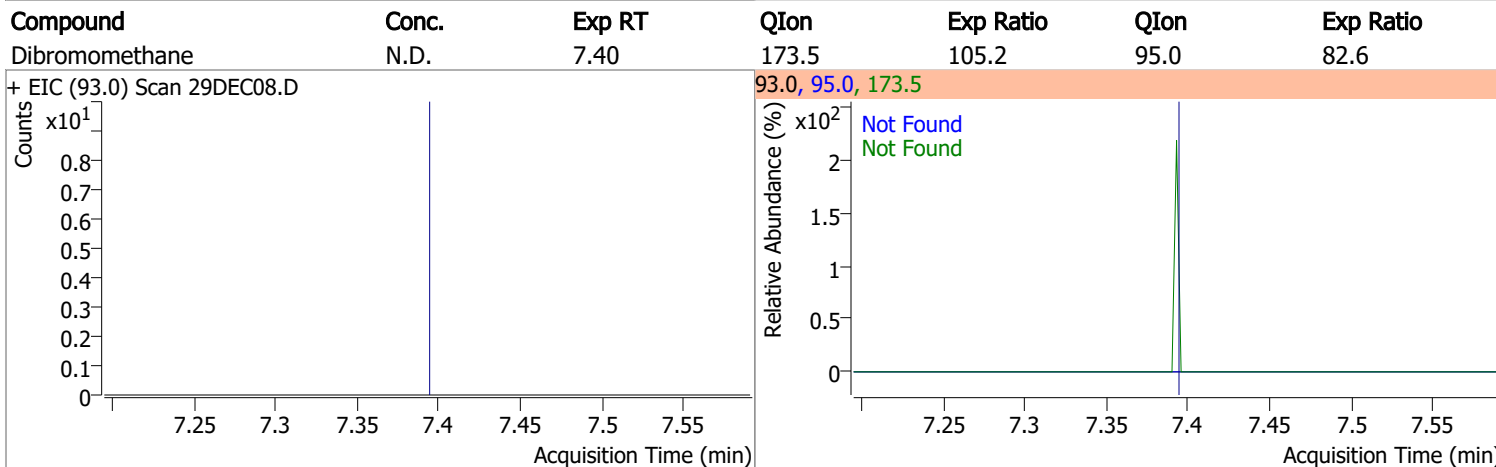 Compound Conc. Exp RT QIon Exp Ratio QIon Exp Ratio
Dibromomethane N.D. 7.40 173.5 105.2 95.0 82.6
+ EIC (93.0) Scan 29DEC08.D
Counts
x10¹
0.8
0.7
0.6
0.5
0.4
0.3
0.2
0.1
0
7.25 7.3 7.35 7.4 7.45 7.5 7.55
Acquisition Time (min)
93.0, 95.0, 173.5
Relative Abundance (%)
x10²
Not Found
Not Found
2
1.5
1
0.5
0
7.25 7.3 7.35 7.4 7.45 7.5 7.55
Acquisition Time (min)